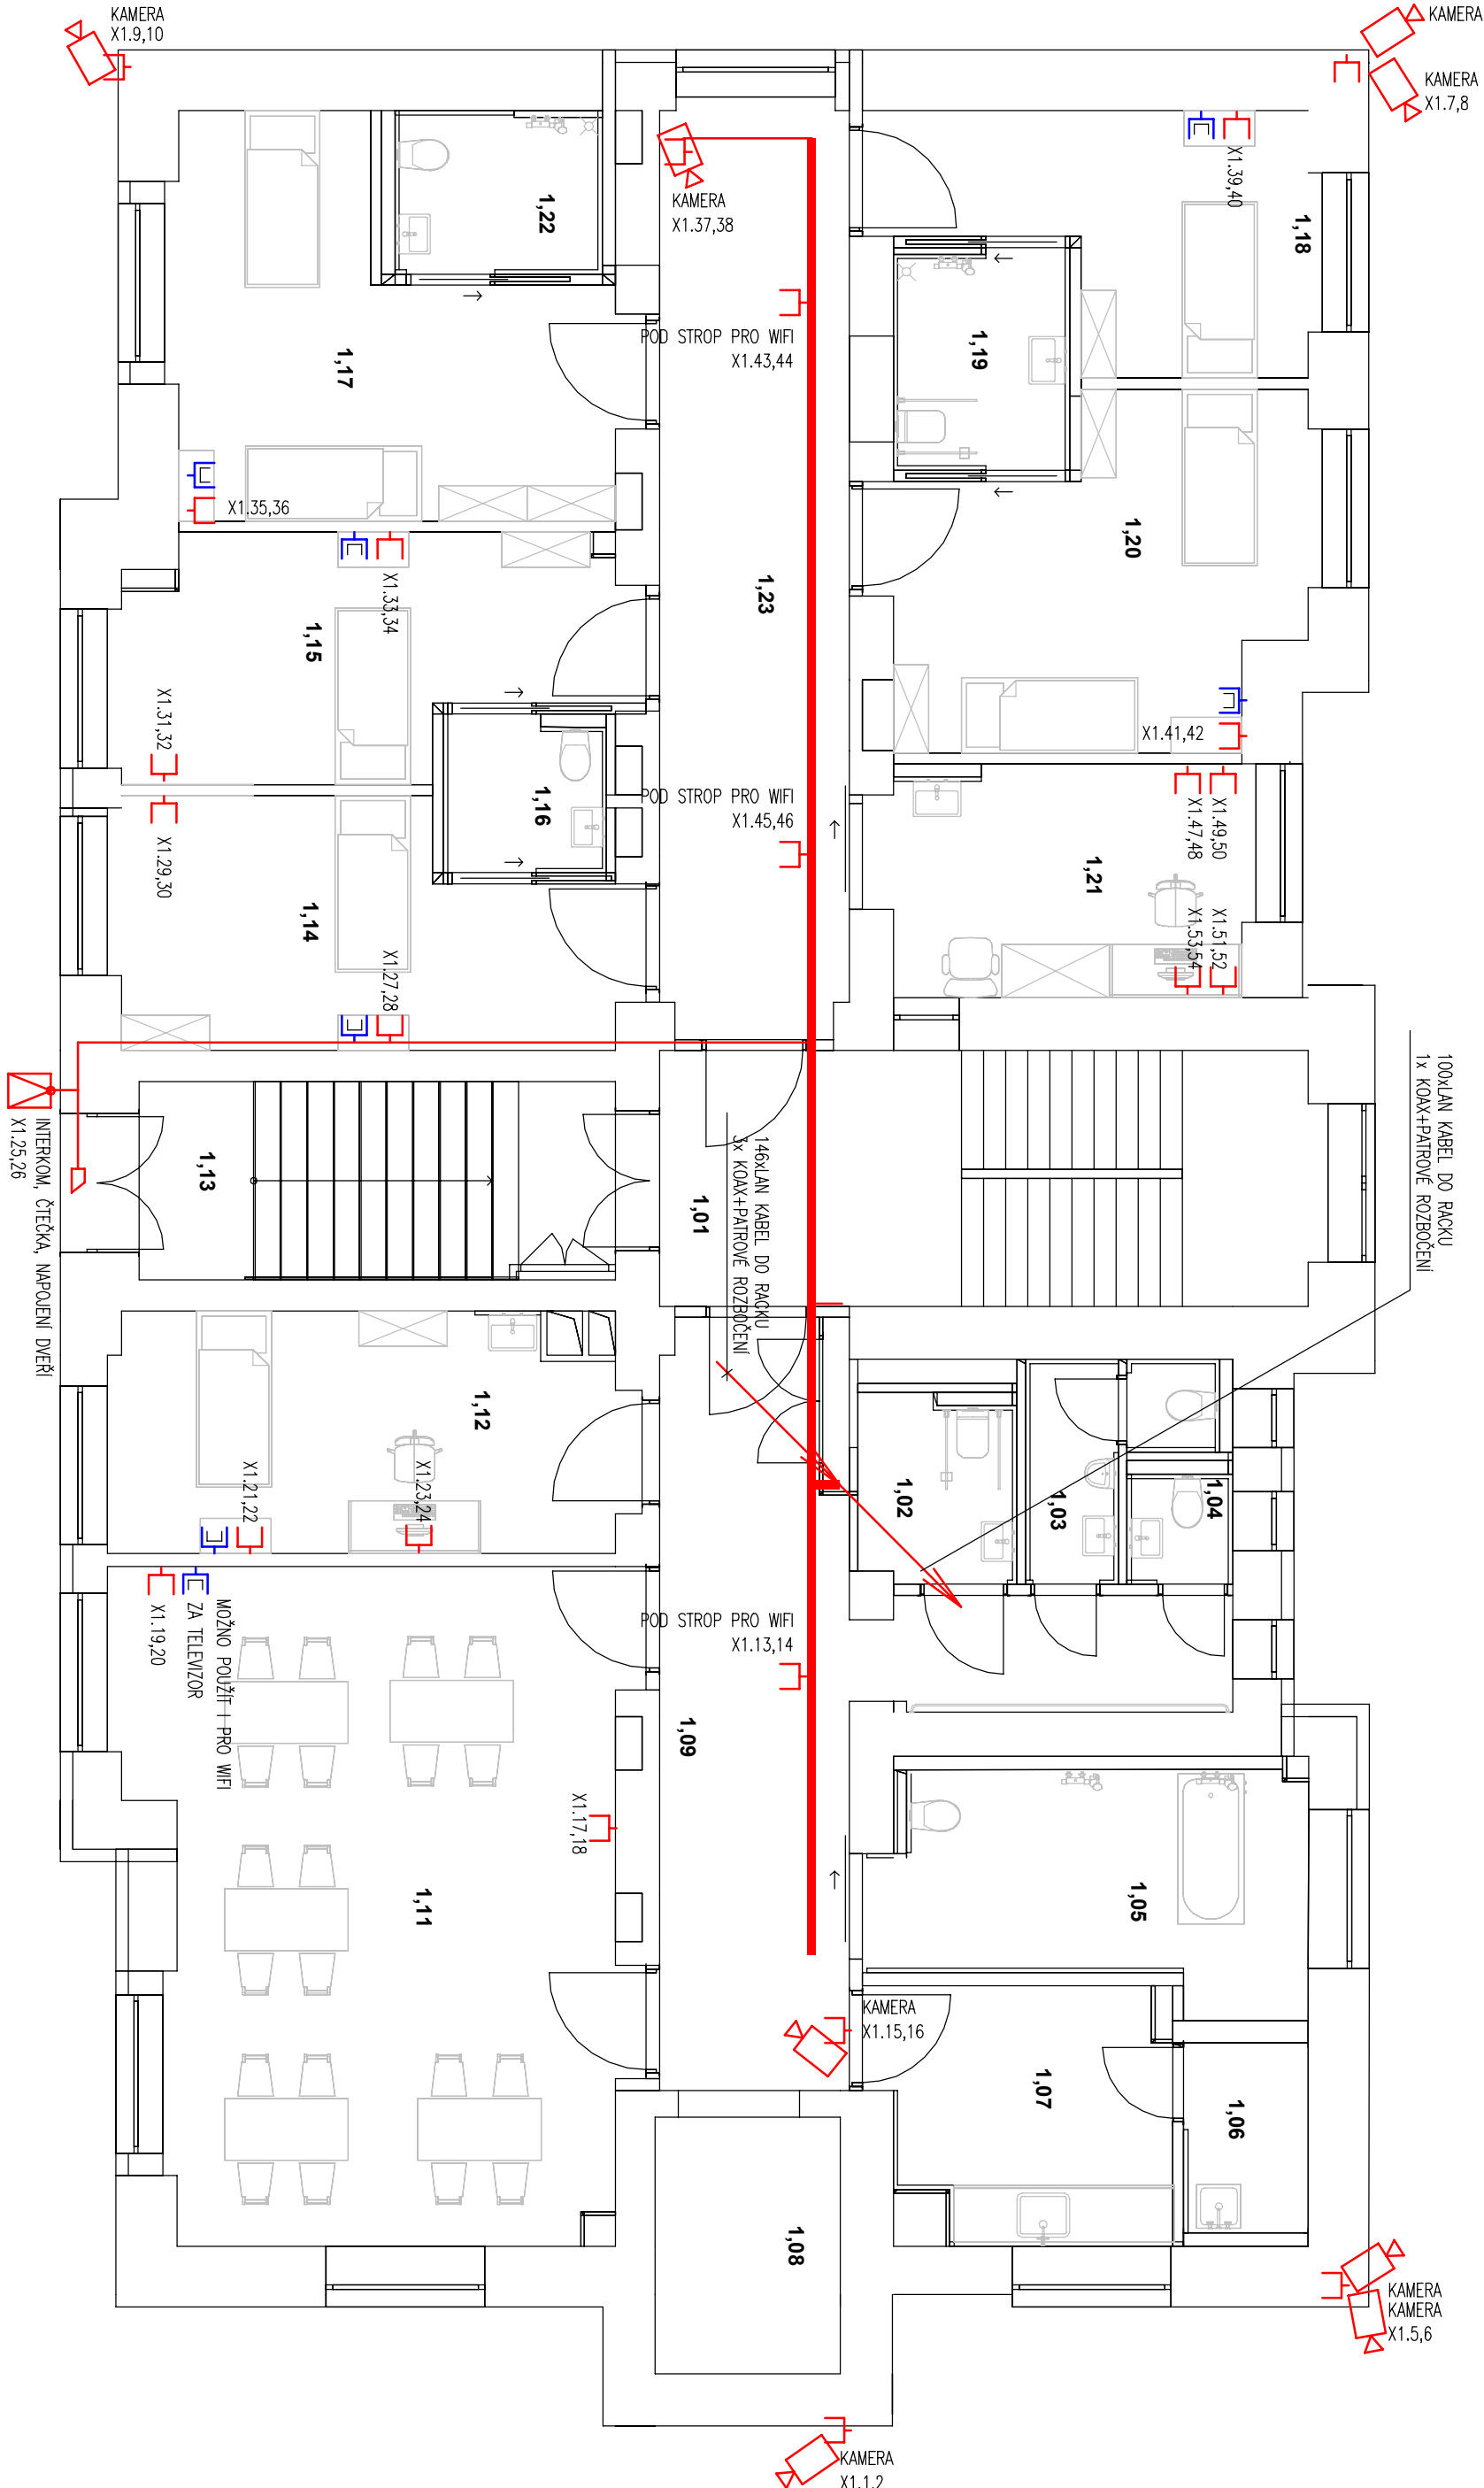 KAMERA
X1.9,10
KAMERA
KAMERA
X1.7,8
X1.39,40
1,18
1,22
KAMERA
X1.37,38
POD STROP PRO WIFI
X1.43,44
1,19
1,17
X1.35,36
1,20
X1.33,34
1,23
1,15
X1.31,32
X1.41,42
POD STROP PRO WIFI
X1.45,46
1,16
X1.29,30
X1.49,50
X1.47,48
1,21
1,14
X1.27,28
X1.51,52
X1.53,54
100xLAN KABEL DO RACKU
1x KOAX+PATROVÉ ROZBOČENÍ
INTERKOM, ČTEČKA, NAPOJENÍ DVEŘÍ
X1.25,26
1,13
1,01
146xLAN KABEL DO RACKU
3x KOAX+PATROVÉ ROZBOČENÍ
1,12
X1.21,22
X1.23,24
1,02
1,03
1,04
MOŽNO POUŽÍT I PRO WIFI
ZA TELEVIZOR
X1.19,20
POD STROP PRO WIFI
X1.13,14
1,09
X1.17,18
1,11
1,05
KAMERA
X1.15,16
1,07
1,06
1,08
KAMERA
KAMERA
X1.5,6
KAMERA
X1.1,2